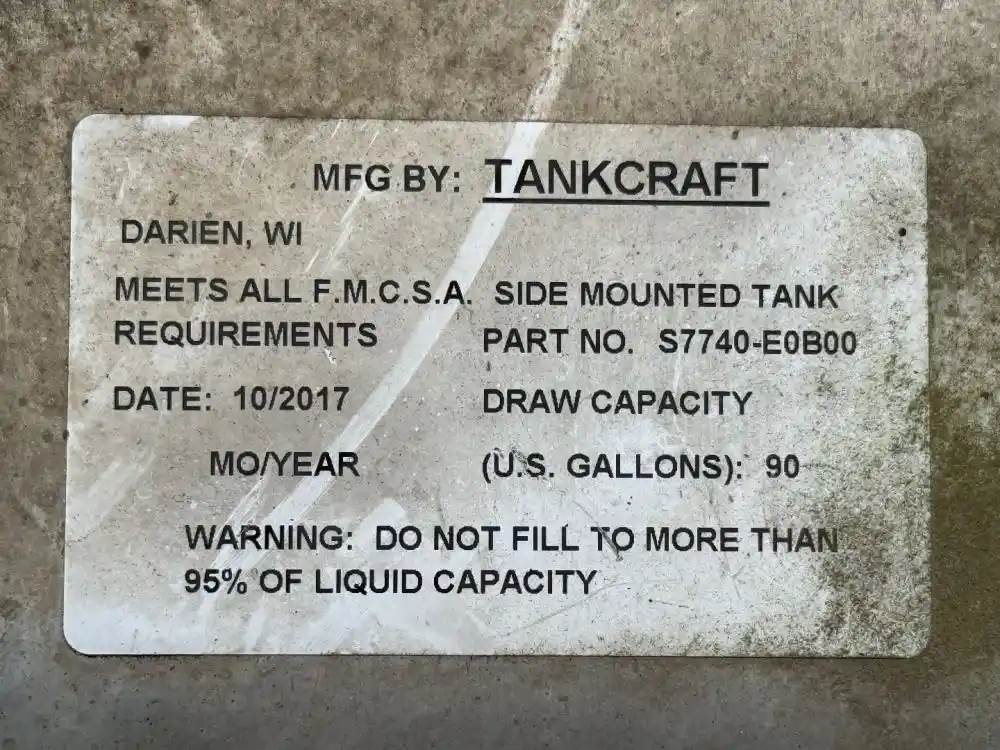 MFG BY: TANKCRAFT
DARIEN, WI
MEETS ALL F.M.C.S.A. SIDE MOUNTED TANK
REQUIREMENTS PART NO. S7740-E0B00
DATE: 10/2017 DRAW CAPACITY
MO/YEAR (U.S. GALLONS): 90
WARNING: DO NOT FILL TO MORE THAN
95% OF LIQUID CAPACITY